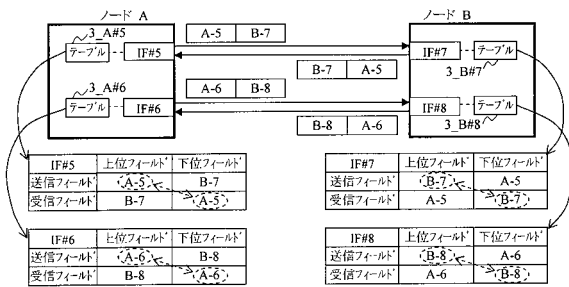 ノード A
ノード B
3_A#5
テーブル
IF#5
3_A#6
テーブル
IF#6
A-5 B-7
B-7 A-5
A-6 B-8
B-8 A-6
IF#7
テーブル
3_B#7
IF#8
テーブル
3_B#8
IF#5 上位フィールド 下位フィールド
送信フィールド A-5 B-7
受信フィールド B-7 A-5
IF#7 上位フィールド 下位フィールド
送信フィールド B-7 A-5
受信フィールド A-5 B-7
IF#6 上位フィールド 下位フィールド
送信フィールド A-6 B-8
受信フィールド B-8 A-6
IF#8 上位フィールド 下位フィールド
送信フィールド B-8 A-6
受信フィールド A-6 B-8